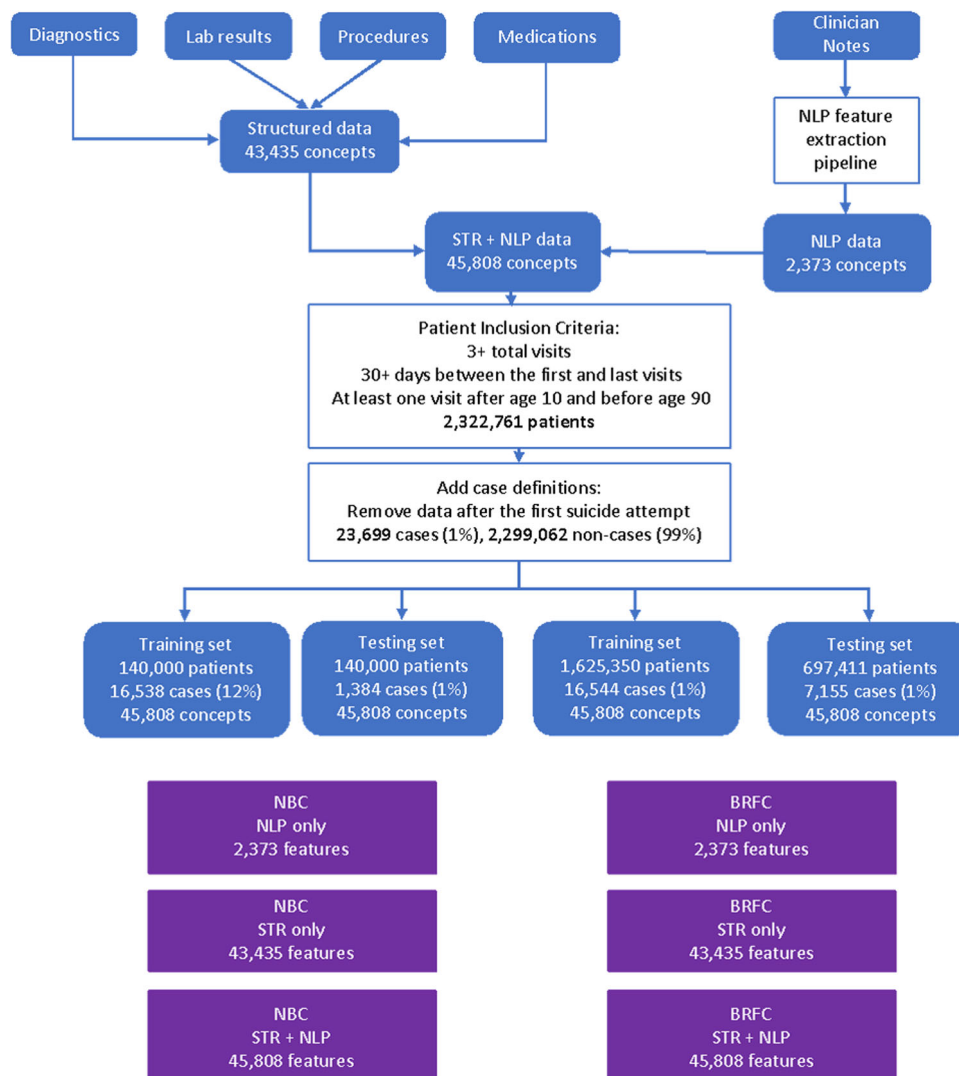 Diagnostics
Lab results
Procedures
Medications
Clinician
Notes
Structured data
43,435 concepts
NLP feature
extraction
pipeline
STR + NLP data
45,808 concepts
NLP data
2,373 concepts
Patient Inclusion Criteria:
3+ total visits
30+ days between the first and last visits
At least one visit after age 10 and before age 90
2,322,761 patients
Add case definitions:
Remove data after the first suicide attempt
23,699 cases (1%), 2,299,062 non-cases (99%)
Training set
140,000 patients
16,538 cases (12%)
45,808 concepts
Testing set
140,000 patients
1,384 cases (1%)
45,808 concepts
Training set
1,625,350 patients
16,544 cases (1%)
45,808 concepts
Testing set
697,411 patients
7,155 cases (1%)
45,808 concepts
NBC
NLP only
2,373 features
BRFC
NLP only
2,373 features
NBC
STR only
43,435 features
BRFC
STR only
43,435 features
NBC
STR + NLP
45,808 features
BRFC
STR + NLP
45,808 features